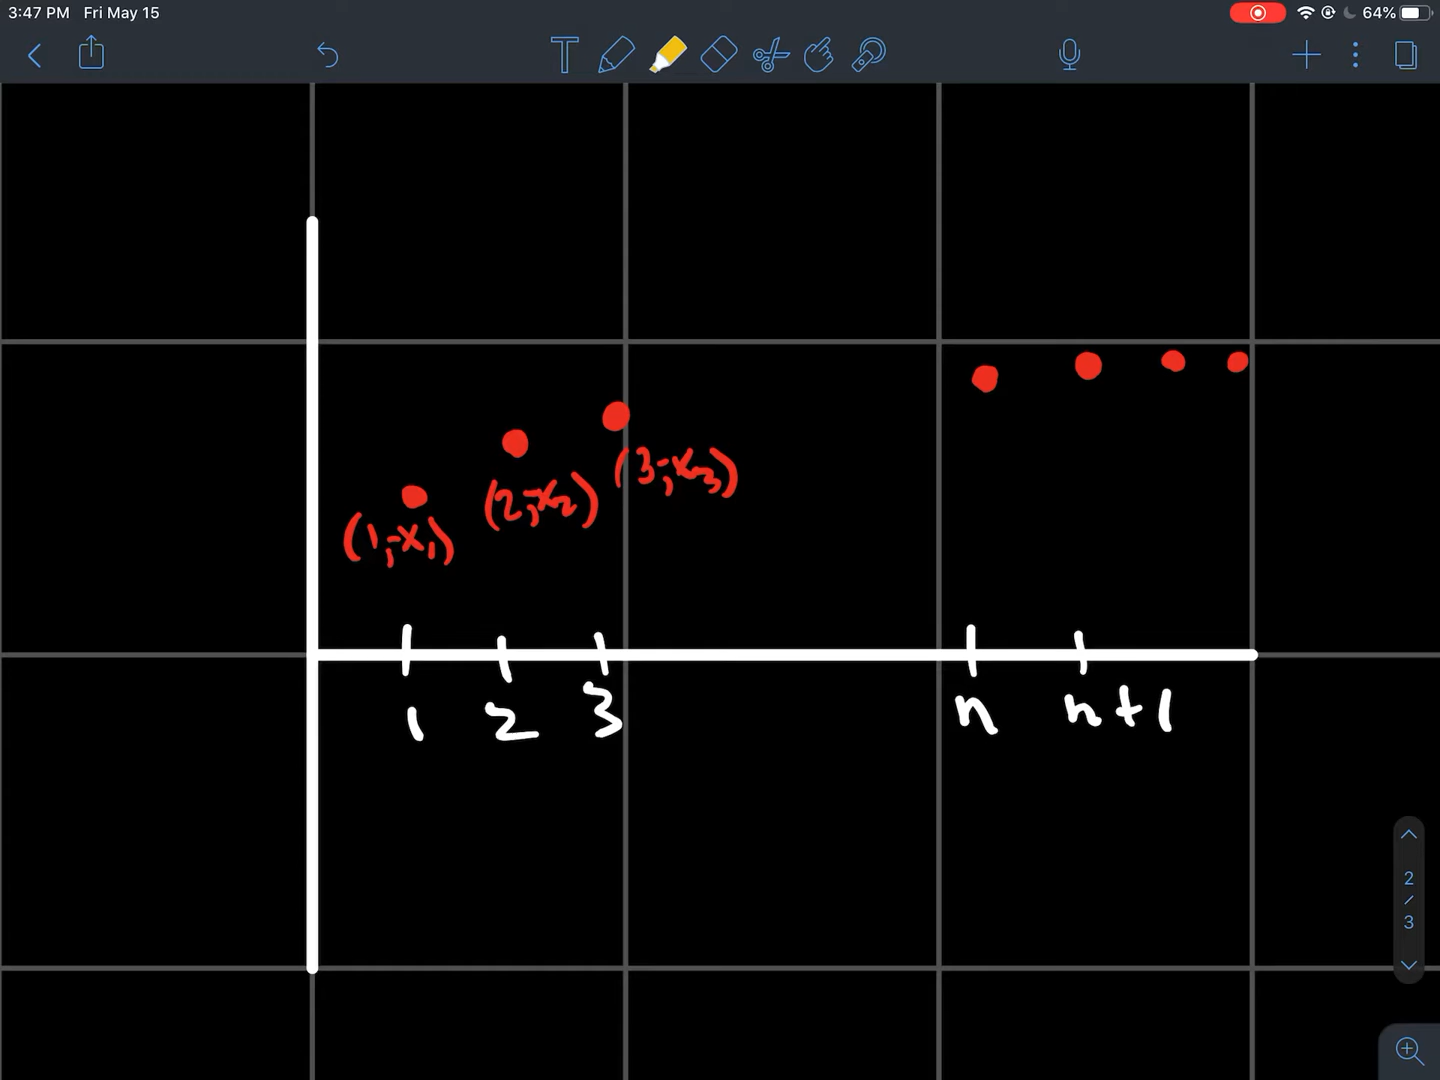 3:47 PM Fri May 15
64%
T
(1, x₁)
(2, x₂)
(3, x₃)
1 2 3 n n+1
2
/
3